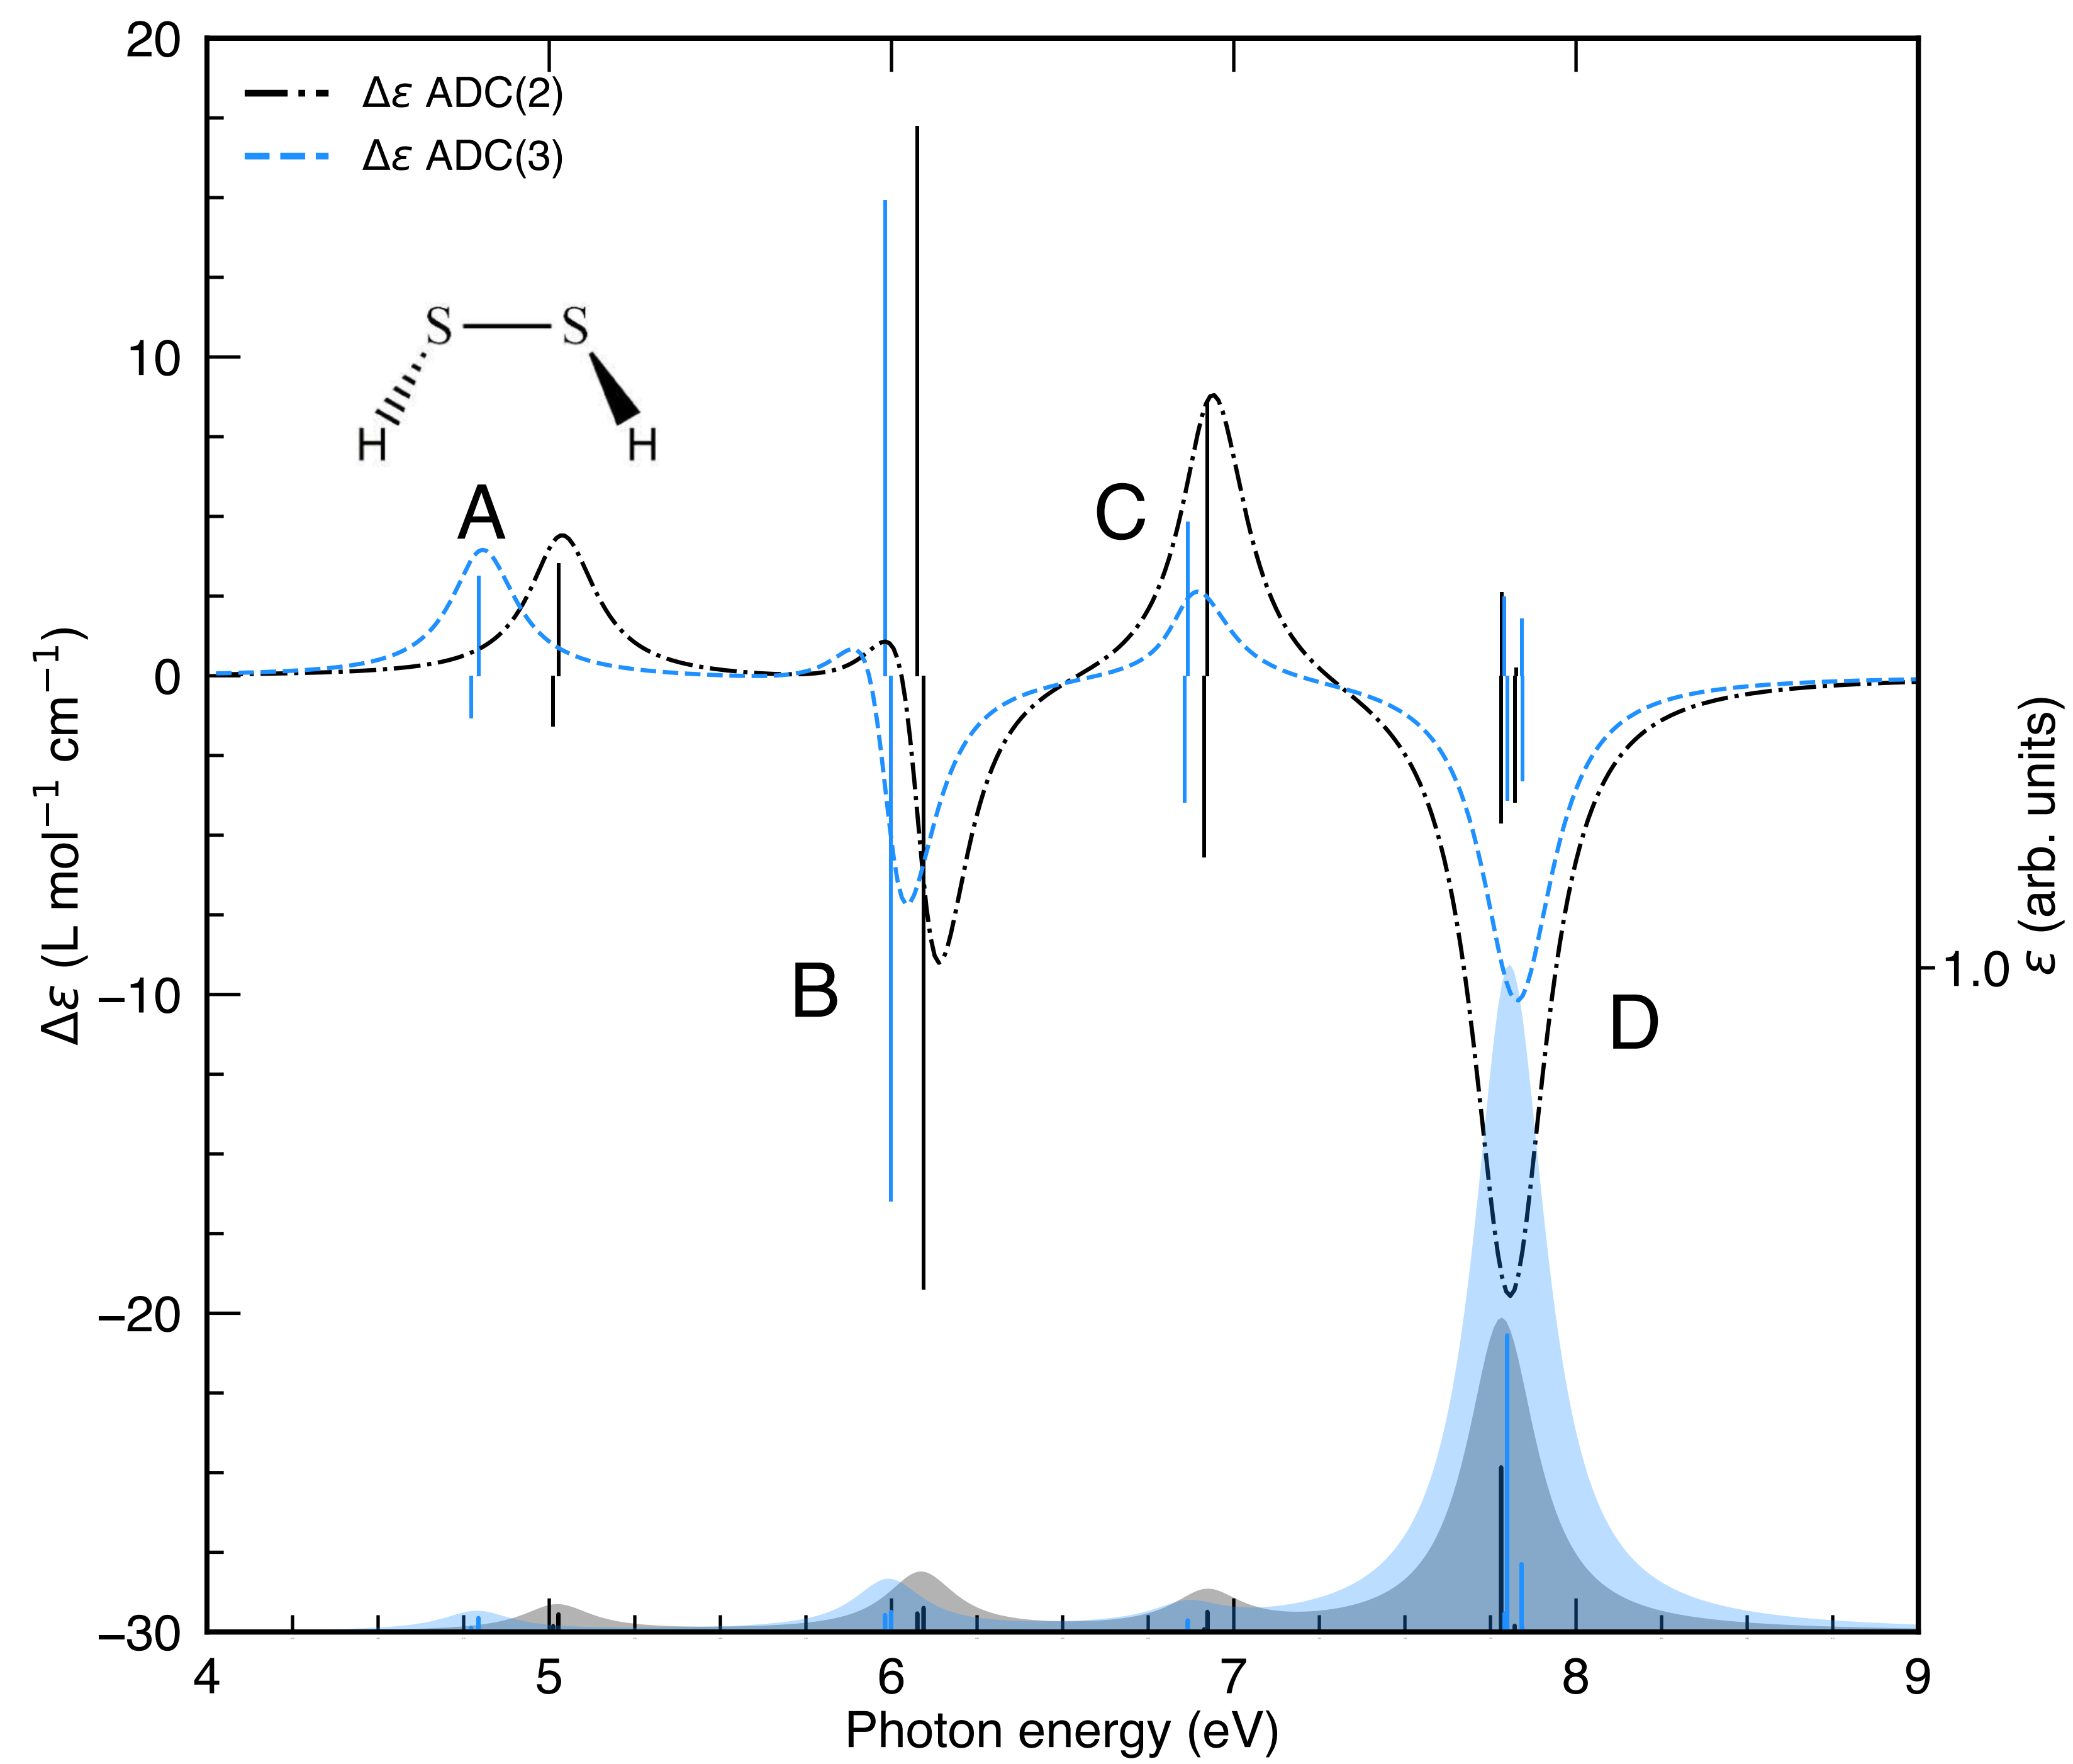 20
Δε ADC(2)
Δε ADC(3)
10
S S
H H
A
C
0
B
D
−10
1.0
−20
−30
Δε (L mol⁻¹ cm⁻¹)
ε (arb. units)
4 5 6 7 8 9
Photon energy (eV)